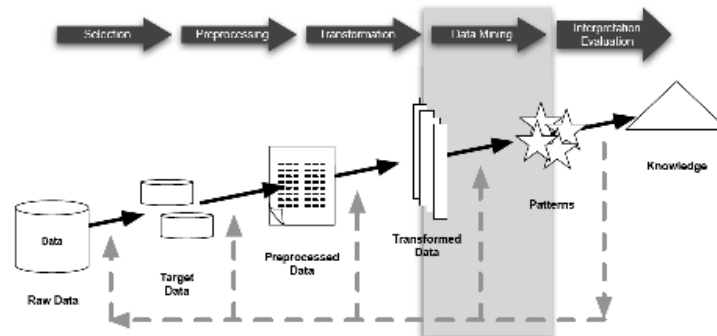 Selection
Preprocessing
Transformation
Data Mining
Interpretation
Evaluation
Data
Raw Data
Target
Data
Preprocessed
Data
Transformed
Data
Patterns
Knowledge